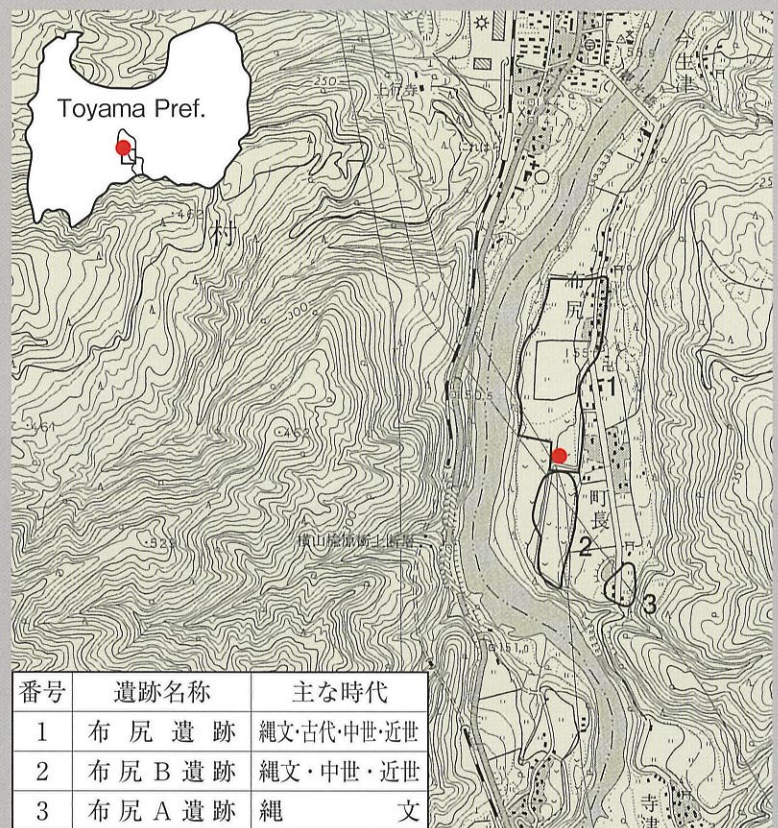 Toyama Pref.
250
上行寺
今生津
462
村
300
布尻
155
1
150.5
461
452
町長
2
横山楡原衝上断層
3
529
151.0
寺津
番号 遺跡名称 主な時代
1 布尻遺跡 縄文・古代・中世・近世
2 布尻B遺跡 縄文・中世・近世
3 布尻A遺跡 縄文